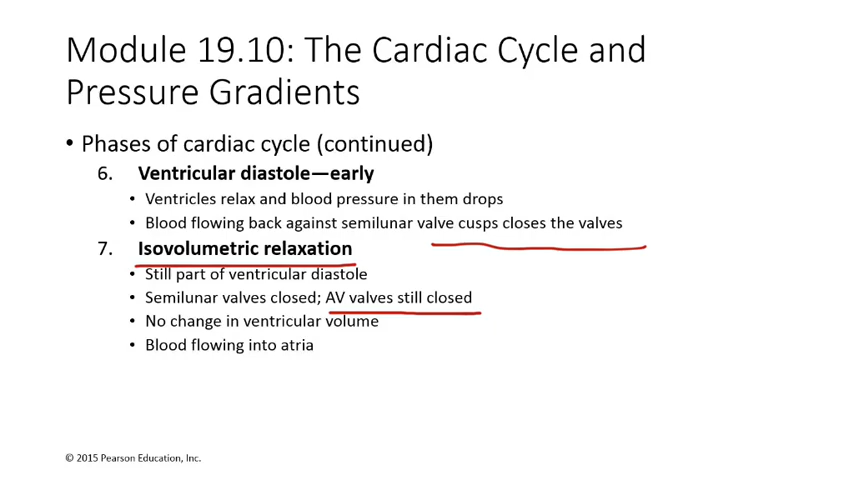 Module 19.10: The Cardiac Cycle and
Pressure Gradients
• Phases of cardiac cycle (continued)
6. Ventricular diastole—early
• Ventricles relax and blood pressure in them drops
• Blood flowing back against semilunar valve cusps closes the valves
7. Isovolumetric relaxation
• Still part of ventricular diastole
• Semilunar valves closed; AV valves still closed
• No change in ventricular volume
• Blood flowing into atria
© 2015 Pearson Education, Inc.